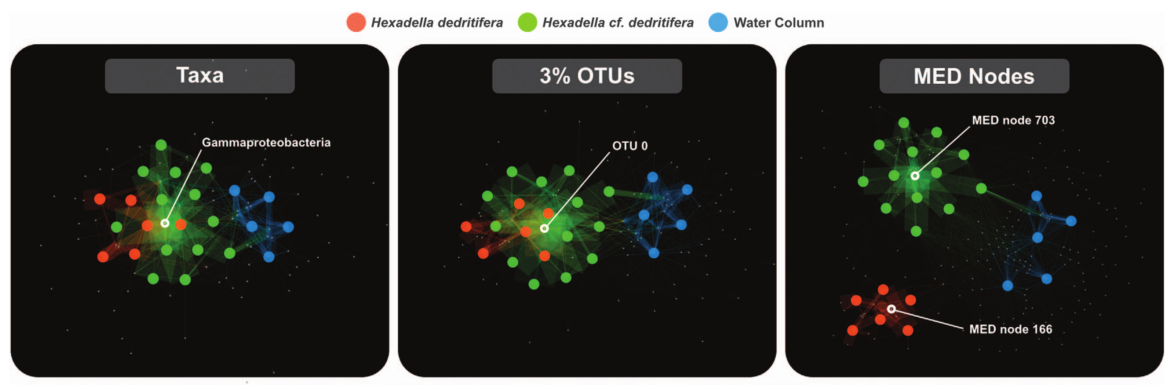 Hexadella dedritifera Hexadella cf. dedritifera Water Column
Taxa
Gammaproteobacteria
3% OTUs
OTU 0
MED Nodes
MED node 703
MED node 166